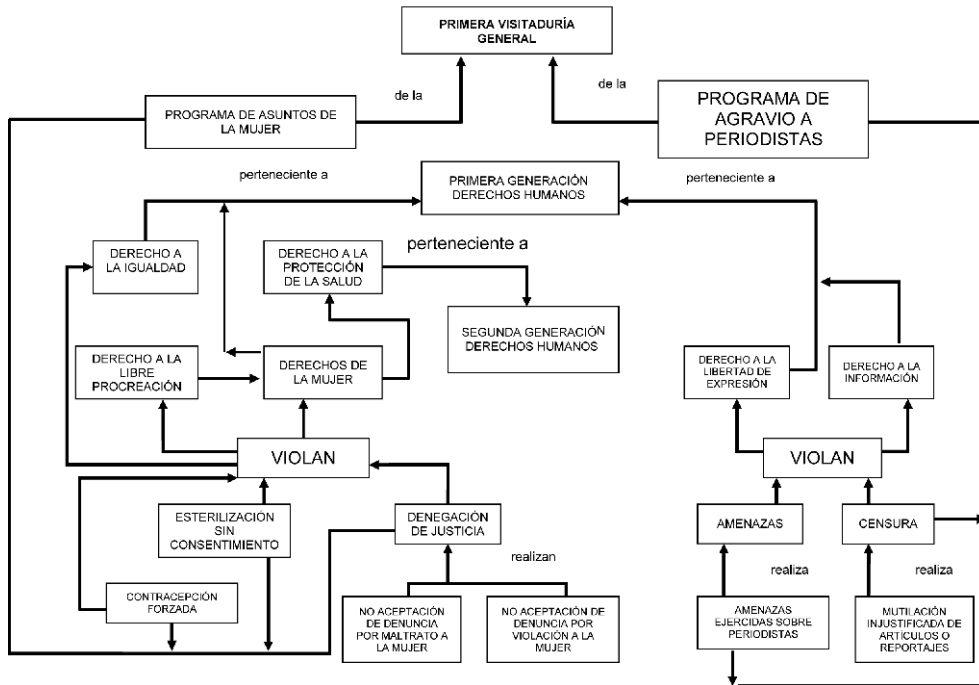 PRIMERA VISITADURÍA
GENERAL
de la
de la
PROGRAMA DE ASUNTOS DE
LA MUJER
PROGRAMA DE
AGRAVIO A
PERIODISTAS
perteneciente a
PRIMERA GENERACIÓN
DERECHOS HUMANOS
perteneciente a
DERECHO A
LA IGUALDAD
DERECHO A LA
PROTECCIÓN
DE LA SALUD
perteneciente a
SEGUNDA GENERACIÓN
DERECHOS HUMANOS
DERECHO A LA
LIBRE
PROCREACIÓN
DERECHOS DE
LA MUJER
DERECHO A LA
LIBERTAD DE
EXPRESIÓN
DERECHO A LA
INFORMACIÓN
VIOLAN
VIOLAN
ESTERILIZACIÓN
SIN
CONSENTIMIENTO
DENEGACIÓN
DE JUSTICIA
AMENAZAS
CENSURA
realizan
realiza
realiza
CONTRACEPCIÓN
FORZADA
NO ACEPTACIÓN
DE DENUNCIA
POR MALTRATO A
LA MUJER
NO ACEPTACIÓN DE
DENUNCIA POR
VIOLACIÓN A LA
MUJER
AMENAZAS
EJERCIDAS SOBRE
PERIODISTAS
MUTILACIÓN
INJUSTIFICADA DE
ARTÍCULOS O
REPORTAJES